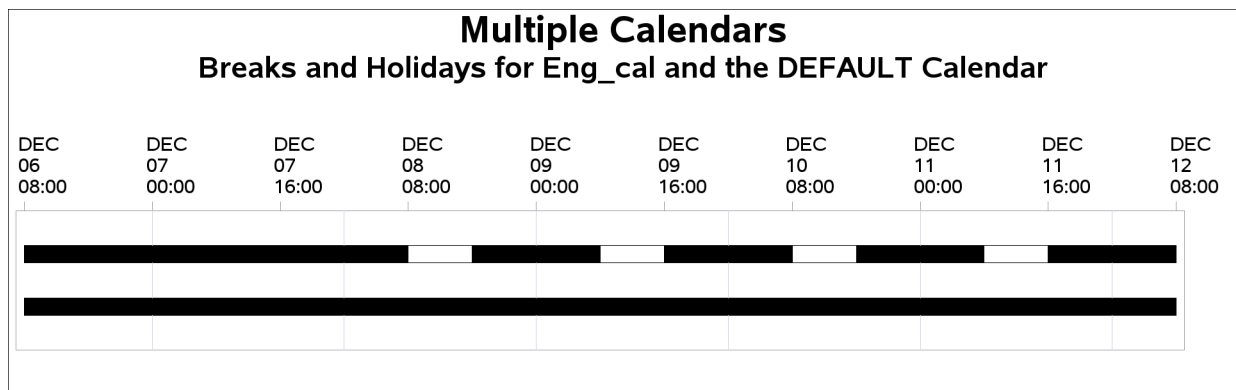 Multiple Calendars
Breaks and Holidays for Eng_cal and the DEFAULT Calendar
DEC DEC DEC DEC DEC DEC DEC DEC DEC DEC
06 07 07 08 09 09 10 11 11 12
08:00 00:00 16:00 08:00 00:00 16:00 08:00 00:00 16:00 08:00